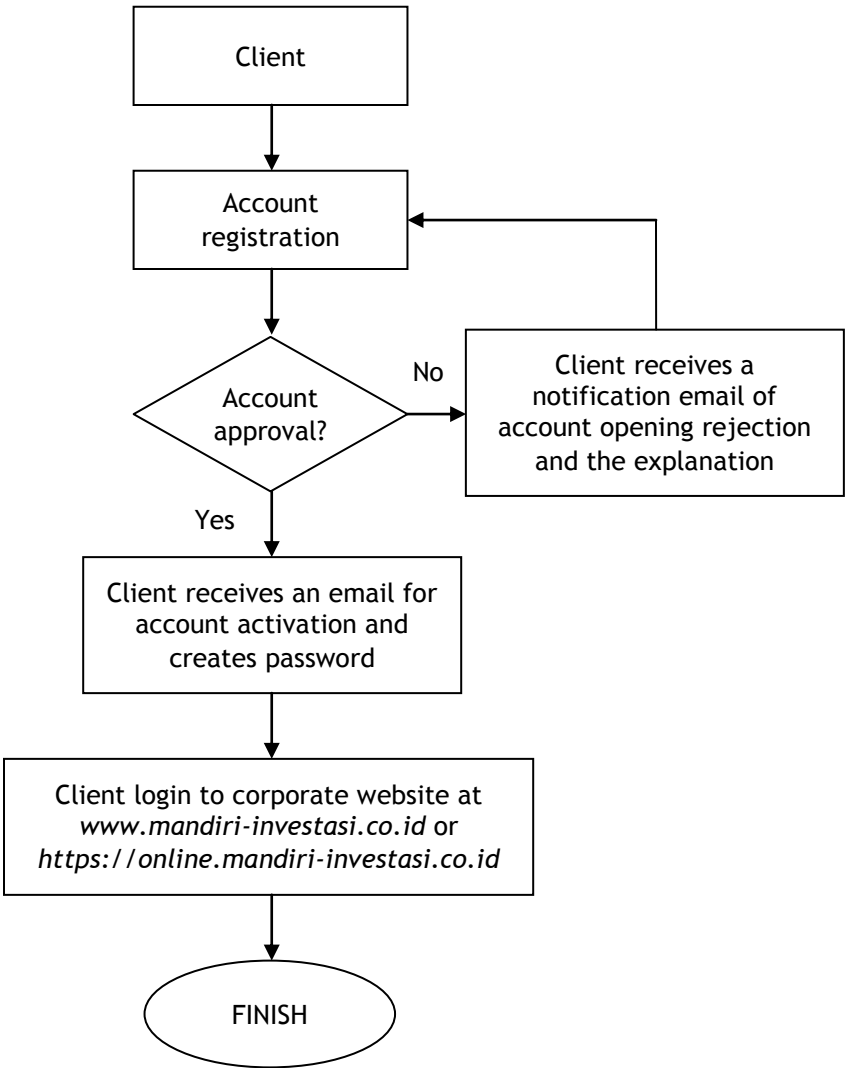 Client
Account
registration
Account
approval?
No
Client receives a
notification email of
account opening rejection
and the explanation
Yes
Client receives an email for
account activation and
creates password
Client login to corporate website at
www.mandiri-investasi.co.id or
https://online.mandiri-investasi.co.id
FINISH